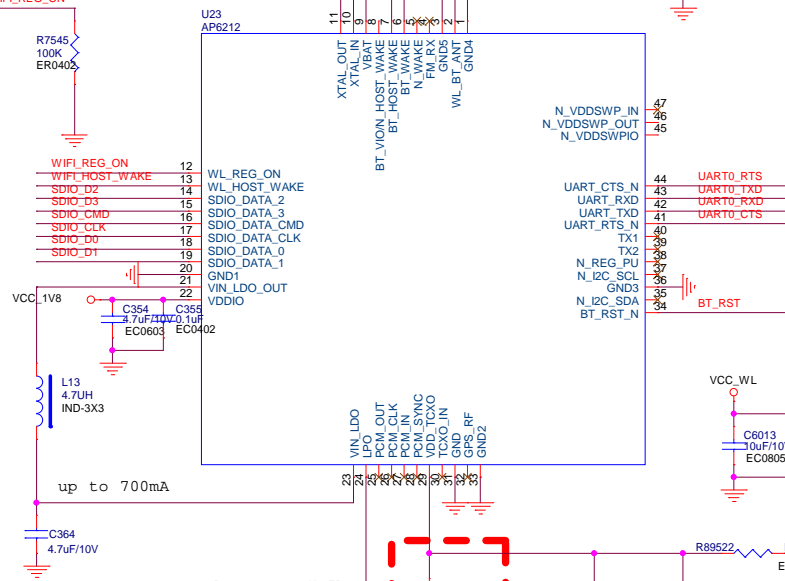 U23
AP6212
R7545
100K
ER0402
11
10
9
8
7
6
5
4
3
2
1
XTAL_OUT
XTAL_IN
VBAT
BT_VIO/N_HOST_WAKE
BT_HOST_WAKE
BT_WAKE
N_WAKE
FM_RX
GND5
WL_BT_ANT
GND4
N_VDDSWP_IN 47
N_VDDSWP_OUT 46
N_VDDSWPIO 45
WIFI_REG_ON 12 WL_REG_ON
WIFI_HOST_WAKE 13 WL_HOST_WAKE
SDIO_D2 14 SDIO_DATA_2
SDIO_D3 15 SDIO_DATA_3
SDIO_CMD 16 SDIO_DATA_CMD
SDIO_CLK 17 SDIO_DATA_CLK
SDIO_D0 18 SDIO_DATA_0
SDIO_D1 19 SDIO_DATA_1
20 GND1
21 VIN_LDO_OUT
22 VDDIO
UART_CTS_N 44 UART0_RTS
UART_RXD 43 UART0_TXD
UART_TXD 42 UART0_RXD
UART_RTS_N 41 UART0_CTS
TX1 40
TX2 39
N_REG_PU 38
N_I2C_SCL 37
GND3 36
N_I2C_SDA 35
BT_RST_N 34 BT_RST
VCC_1V8
C354
4.7uF/10V
EC0603
C355
0.1uF
EC0402
L13
4.7UH
IND-3X3
VCC_WL
C6013
10uF/10V
EC0805
VIN_LDO
LPO
PCM_OUT
PCM_CLK
PCM_IN
PCM_SYNC
VDD_TCXO
TCXO_IN
GND
GPS_RF
GND2
23
24
25
26
27
28
29
30
31
32
33
up to 700mA
C364
4.7uF/10V
R89522